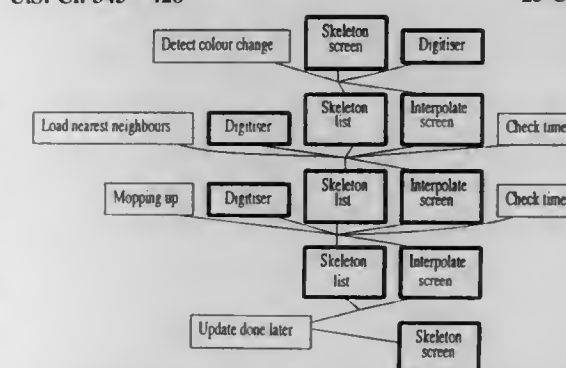 Detect colour change
Skeleton
screen
Digitiser
Load nearest neighbours
Digitiser
Skeleton
list
Interpolate
screen
Check time
Mopping up
Digitiser
Skeleton
list
Interpolate
screen
Check time
Skeleton
list
Interpolate
screen
Update done later
Skeleton
screen